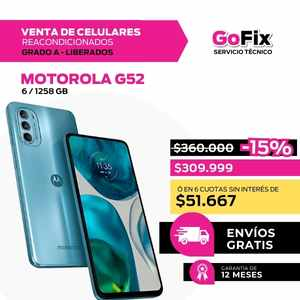 VENTA DE CELULARES
REACONDICIONADOS
GRADO A - LIBERADOS
GoFix
SERVICIO TÉCNICO
MOTOROLA G52
6 / 1258 GB
$360.000 -15%
$309.999
Ó EN 6 CUOTAS SIN INTERÉS DE
$51.667
ENVÍOS
GRATIS
GARANTÍA DE
12 MESES